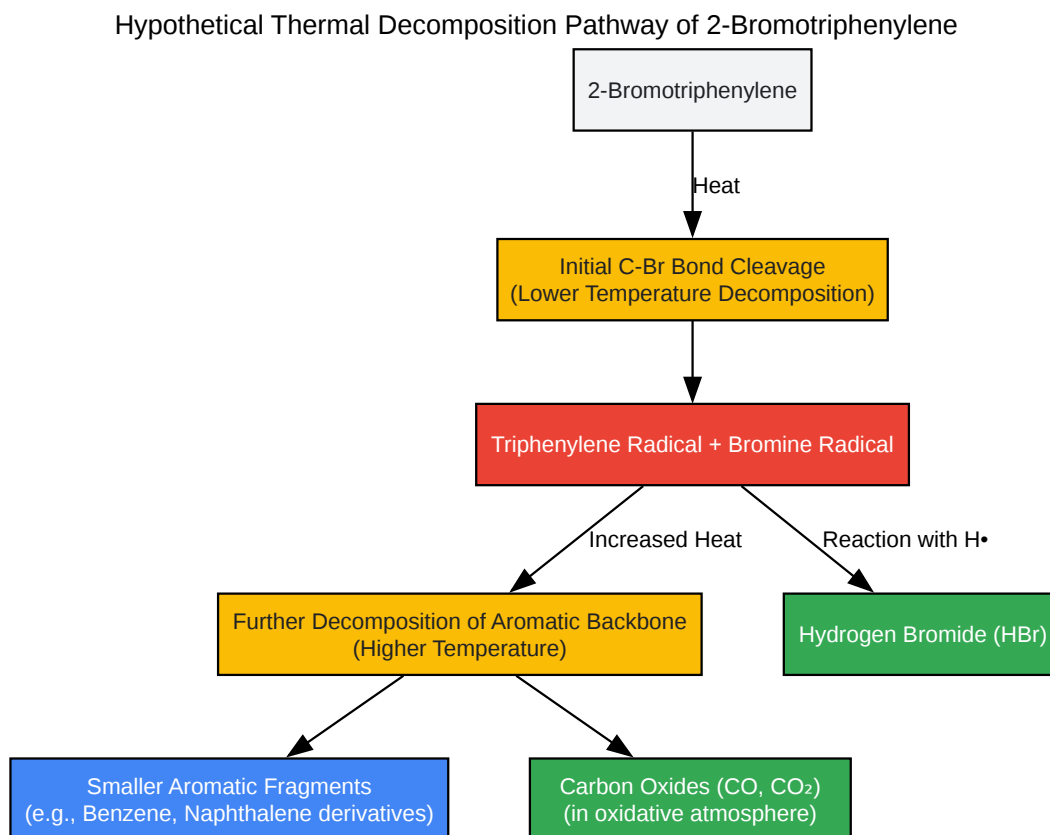 Hypothetical Thermal Decomposition Pathway of 2-Bromotriphenylene
2-Bromotriphenylene
Heat
Initial C-Br Bond Cleavage
(Lower Temperature Decomposition)
Triphenylene Radical + Bromine Radical
Increased Heat
Reaction with H•
Further Decomposition of Aromatic Backbone
(Higher Temperature)
Hydrogen Bromide (HBr)
Smaller Aromatic Fragments
(e.g., Benzene, Naphthalene derivatives)
Carbon Oxides (CO, CO₂)
(in oxidative atmosphere)